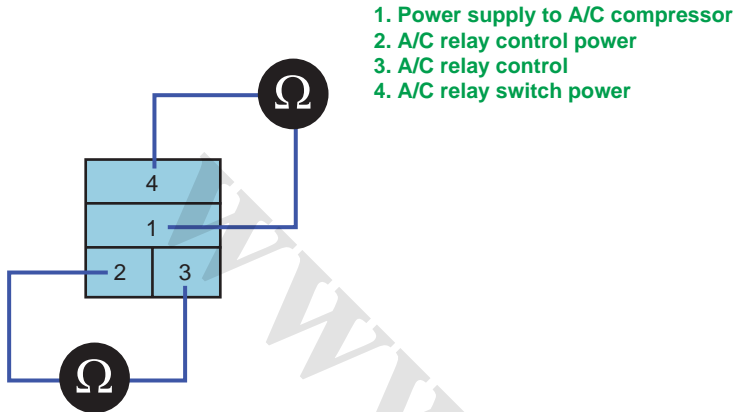 1. Power supply to A/C compressor
2. A/C relay control power
3. A/C relay control
4. A/C relay switch power
Ω
4
1
2 3
Ω